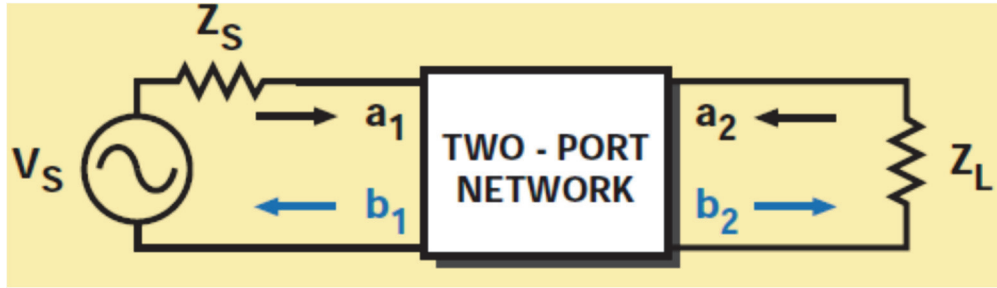 Z_S
a_1
a_2
V_S
TWO - PORT
NETWORK
Z_L
b_1
b_2